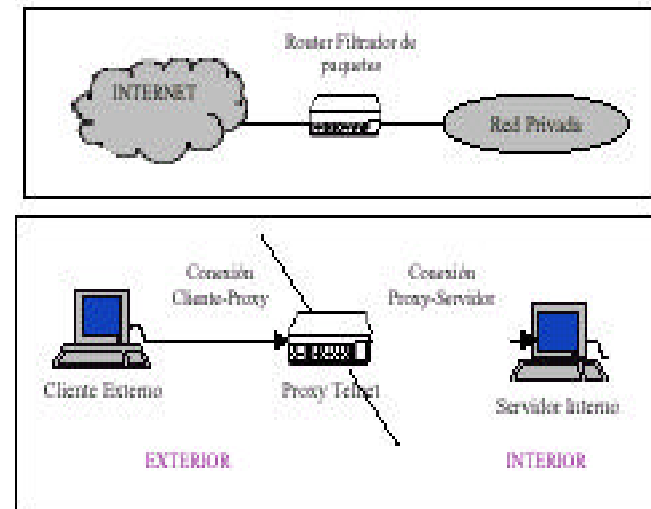 Router Filtrador de
paquetes
INTERNET
Red Privada
Conexión
Cliente-Proxy
Conexión
Proxy-Servidor
Cliente Externo
Proxy Telnet
Servidor Interno
EXTERIOR
INTERIOR